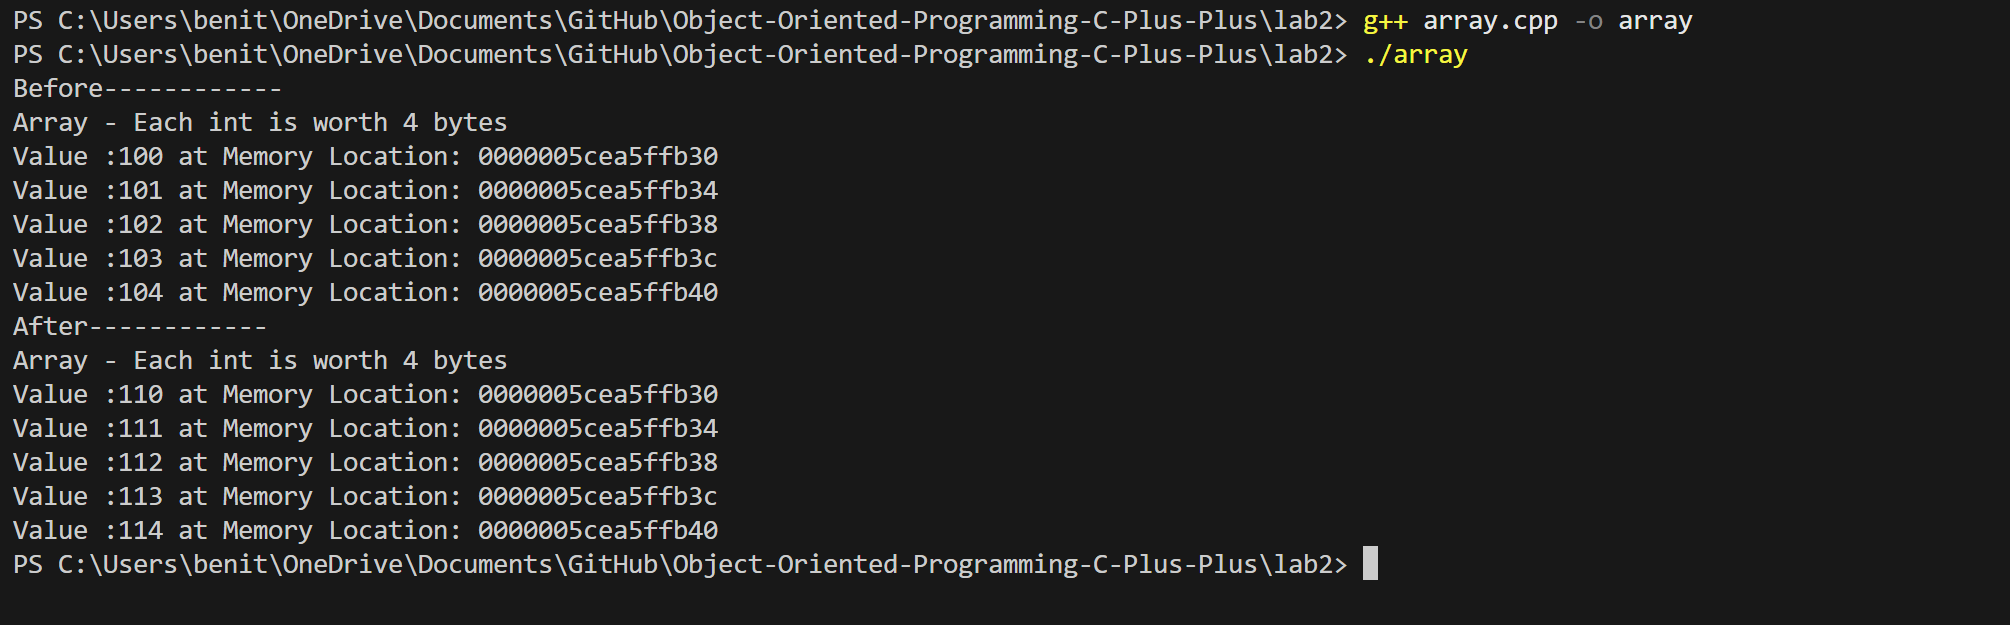 PS C:\Users\benit\OneDrive\Documents\GitHub\Object-Oriented-Programming-C-Plus-Plus\lab2> g++ array.cpp -o array
PS C:\Users\benit\OneDrive\Documents\GitHub\Object-Oriented-Programming-C-Plus-Plus\lab2> ./array
Before------------
Array - Each int is worth 4 bytes
Value :100 at Memory Location: 0000005cea5ffb30
Value :101 at Memory Location: 0000005cea5ffb34
Value :102 at Memory Location: 0000005cea5ffb38
Value :103 at Memory Location: 0000005cea5ffb3c
Value :104 at Memory Location: 0000005cea5ffb40
After------------
Array - Each int is worth 4 bytes
Value :110 at Memory Location: 0000005cea5ffb30
Value :111 at Memory Location: 0000005cea5ffb34
Value :112 at Memory Location: 0000005cea5ffb38
Value :113 at Memory Location: 0000005cea5ffb3c
Value :114 at Memory Location: 0000005cea5ffb40
PS C:\Users\benit\OneDrive\Documents\GitHub\Object-Oriented-Programming-C-Plus-Plus\lab2>